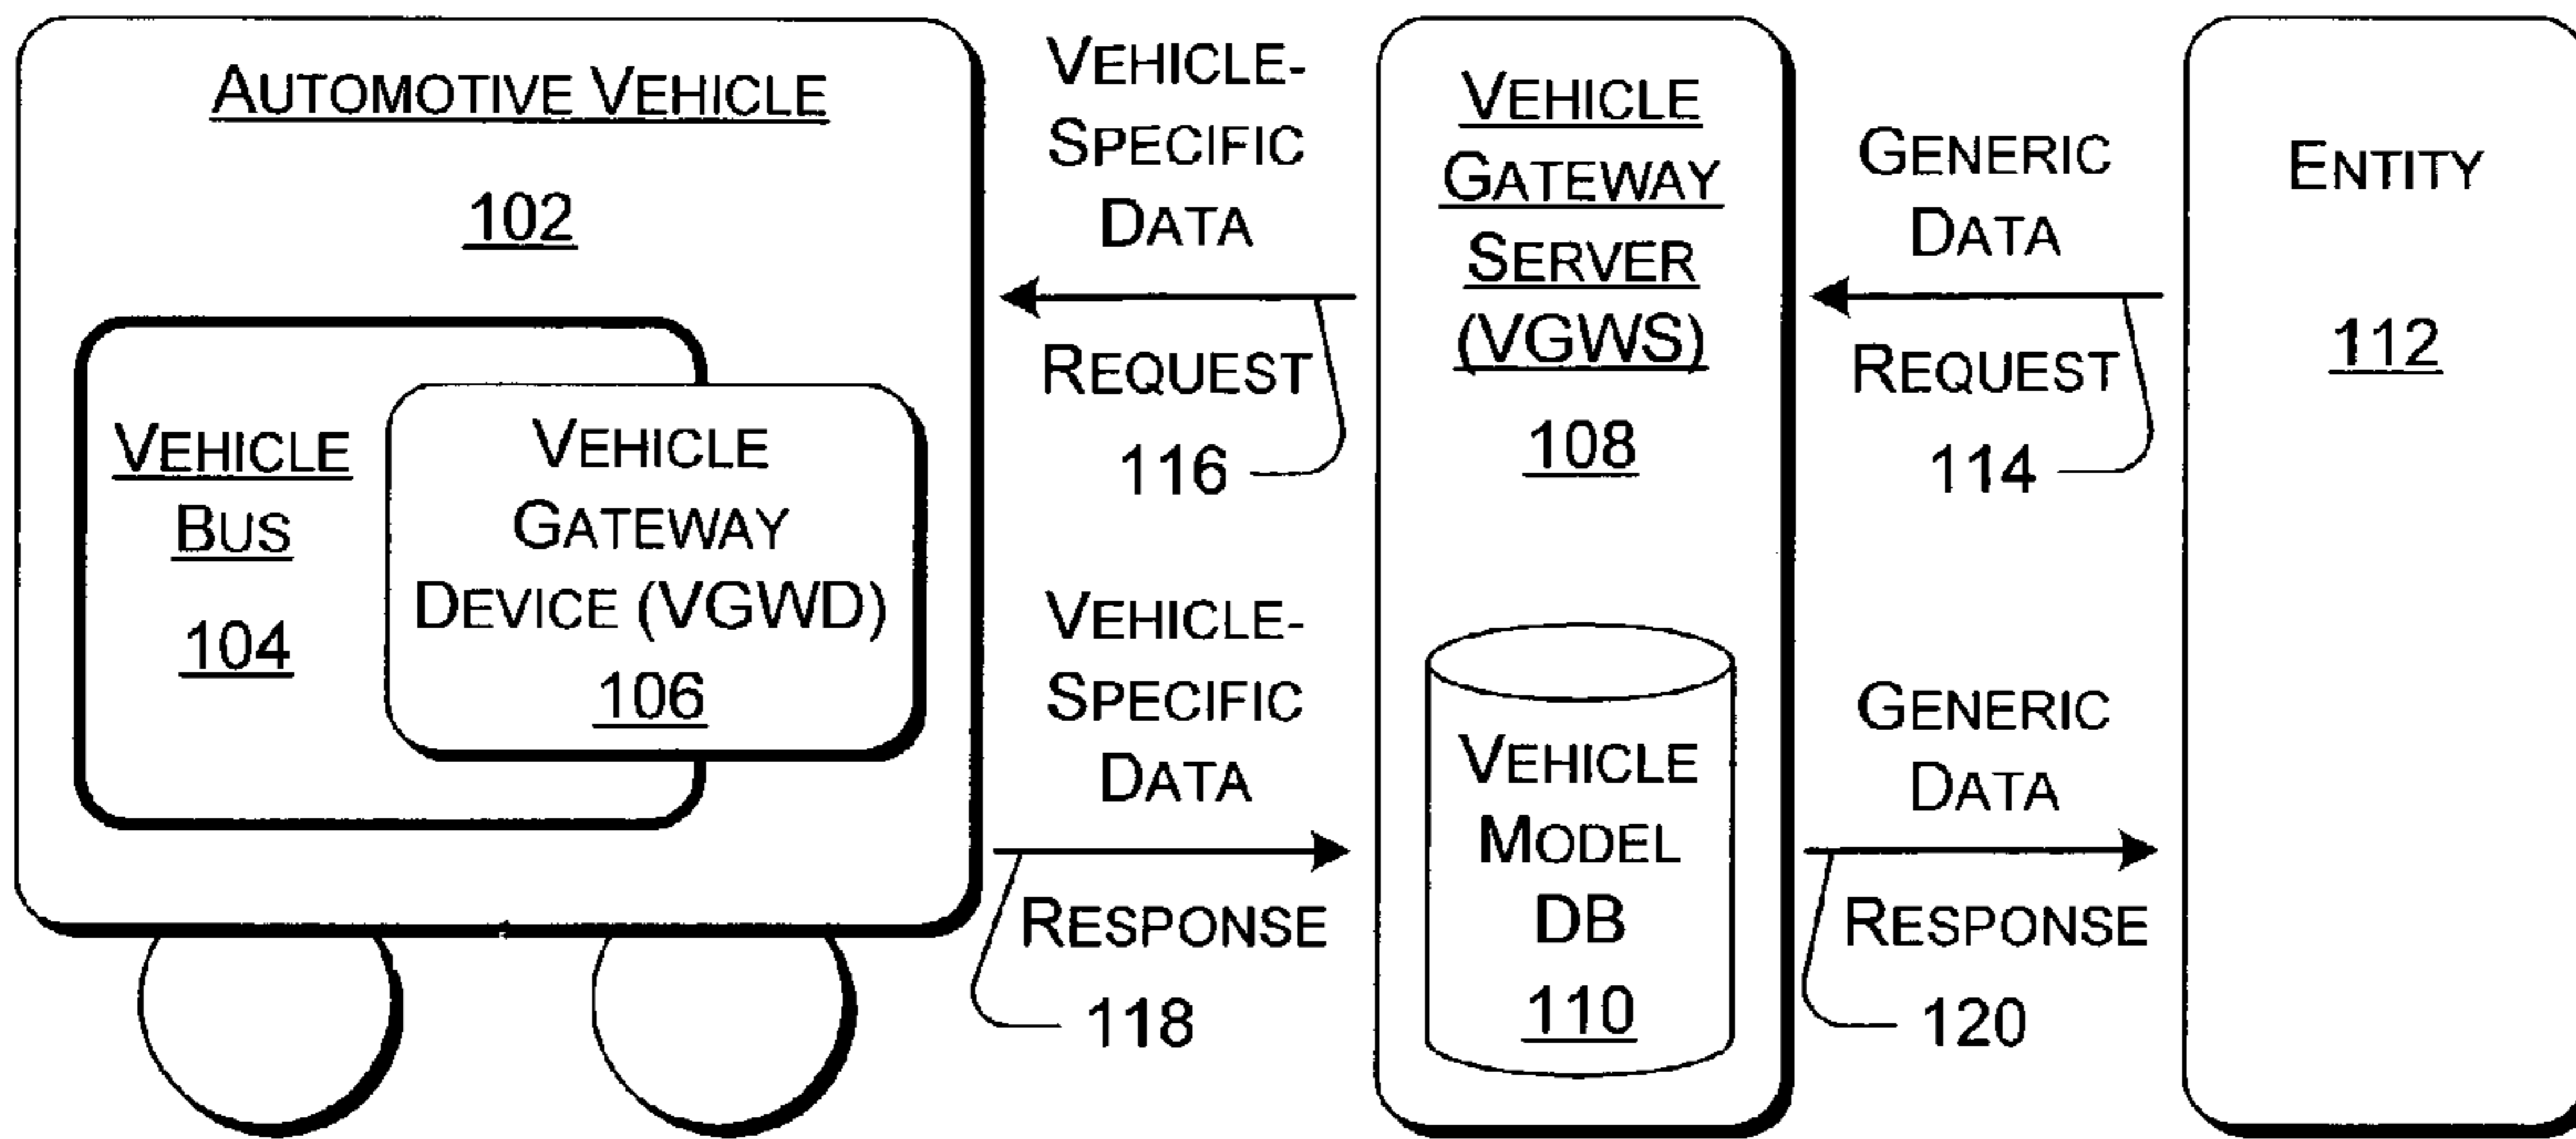 AUTOMOTIVE VEHICLE
102
VEHICLE
BUS
104
VEHICLE
GATEWAY
DEVICE (VGWD)
106
VEHICLE-
SPECIFIC
DATA
REQUEST
116
VEHICLE-
SPECIFIC
DATA
RESPONSE
118
VEHICLE
GATEWAY
SERVER
(VGWS)
108
VEHICLE
MODEL
DB
110
GENERIC
DATA
REQUEST
114
GENERIC
DATA
RESPONSE
120
ENTITY
112